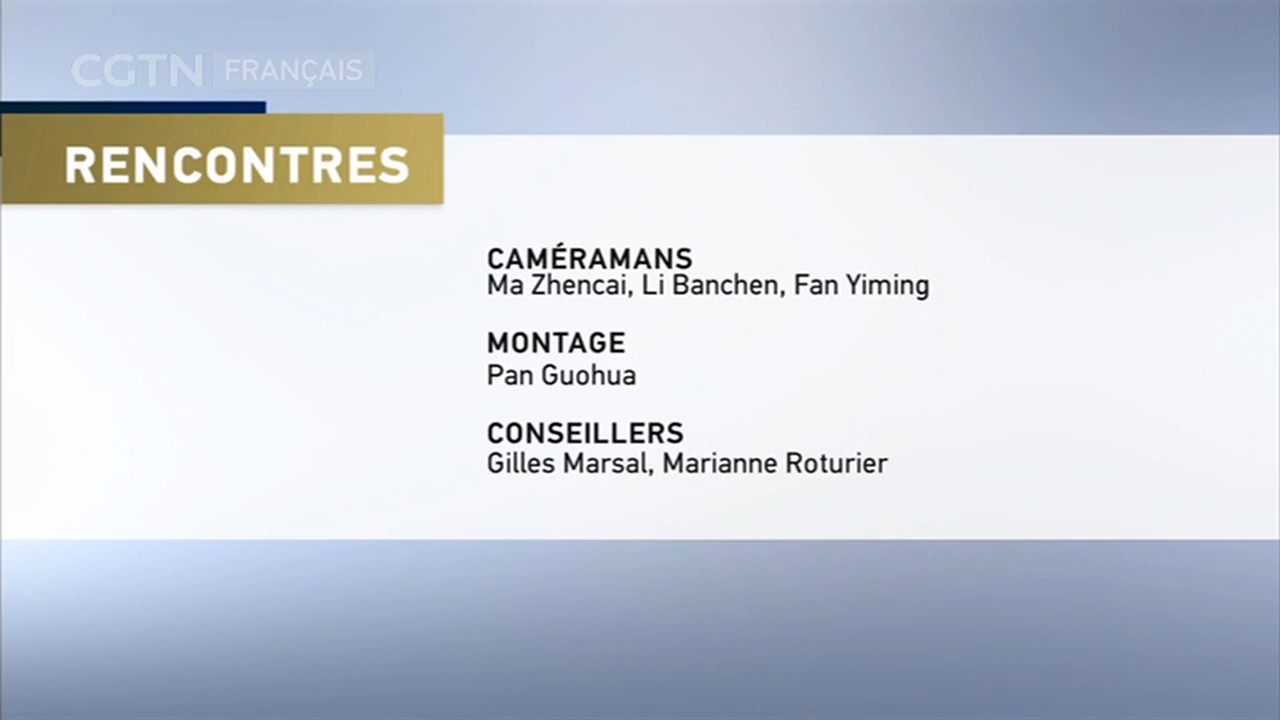 CGTN FRANÇAIS
RENCONTRES
CAMÉRAMANS
Ma Zhencai, Li Banchen, Fan Yiming
MONTAGE
Pan Guohua
CONSEILLERS
Gilles Marsal, Marianne Roturier